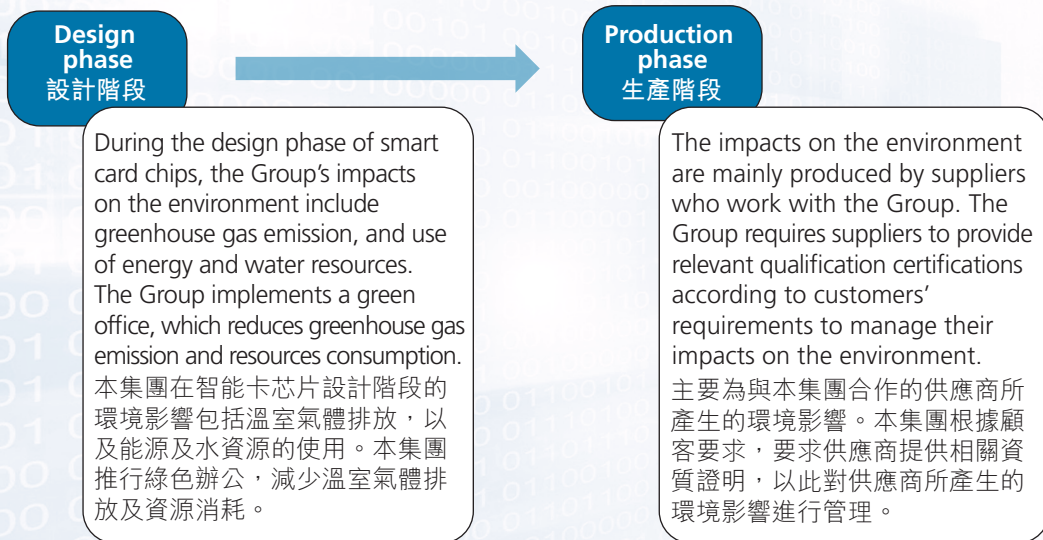 Design
phase
設計階段
During the design phase of smart
card chips, the Group’s impacts
on the environment include
greenhouse gas emission, and use
of energy and water resources.
The Group implements a green
office, which reduces greenhouse gas
emission and resources consumption.
本集團在智能卡芯片設計階段的
環境影響包括溫室氣體排放，以
及能源及水資源的使用。本集團
推行綠色辦公，減少溫室氣體排
放及資源消耗。
Production
phase
生產階段
The impacts on the environment
are mainly produced by suppliers
who work with the Group. The
Group requires suppliers to provide
relevant qualification certifications
according to customers’
requirements to manage their
impacts on the environment.
主要為與本集團合作的供應商所
產生的環境影響。本集團根據顧
客要求，要求供應商提供相關資
質證明，以此對供應商所產生的
環境影響進行管理。